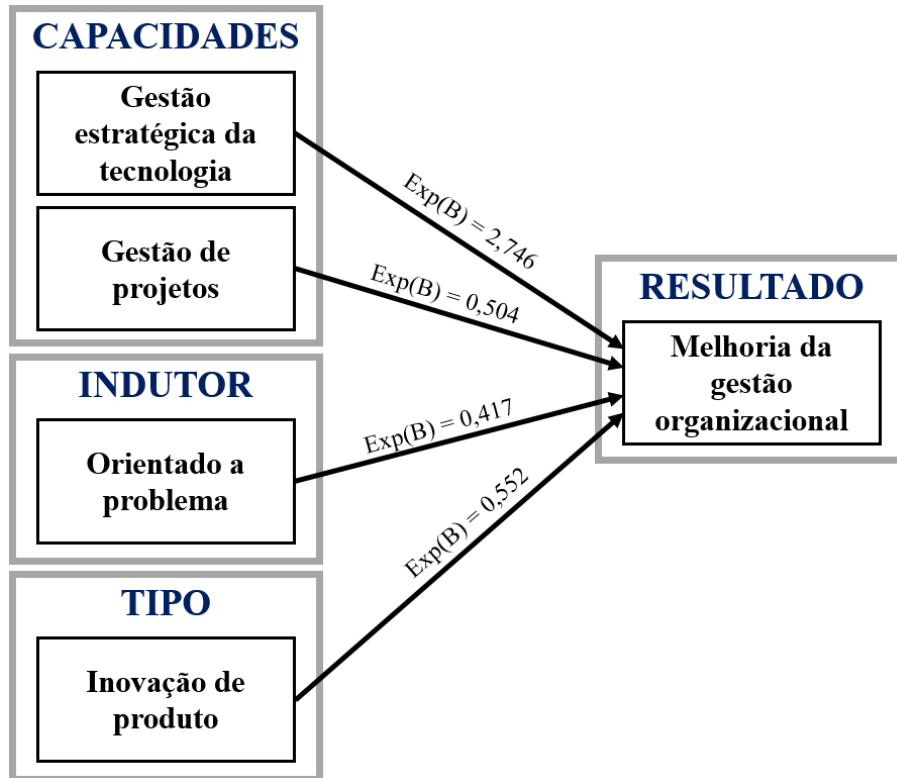 CAPACIDADES
Gestão
estratégica da
tecnologia
Gestão de
projetos
INDUTOR
Orientado a
problema
TIPO
Inovação de
produto
Exp(B) = 2,746
Exp(B) = 0,504
Exp(B) = 0,417
Exp(B) = 0,552
RESULTADO
Melhoria da
gestão
organizacional